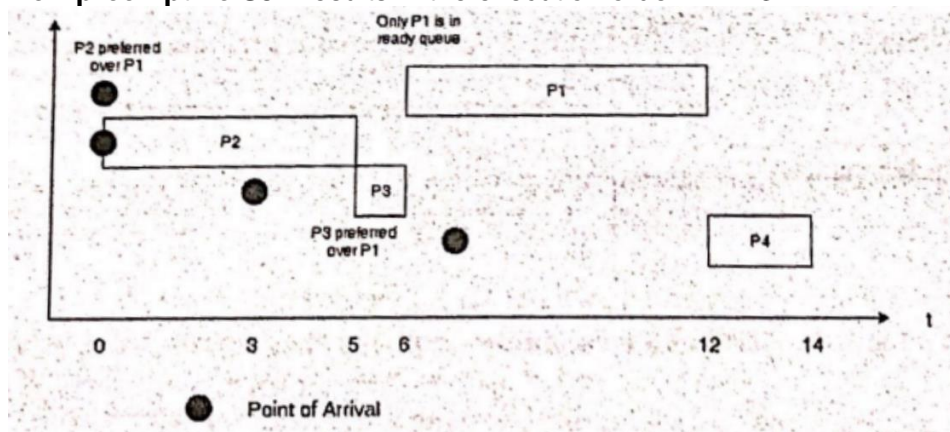 Only P1 is in
ready queue
P2 preferred
over P1
P1
P2
P3
P3 preferred
over P1
P4
t
0 3 5 6 12 14
Point of Arrival